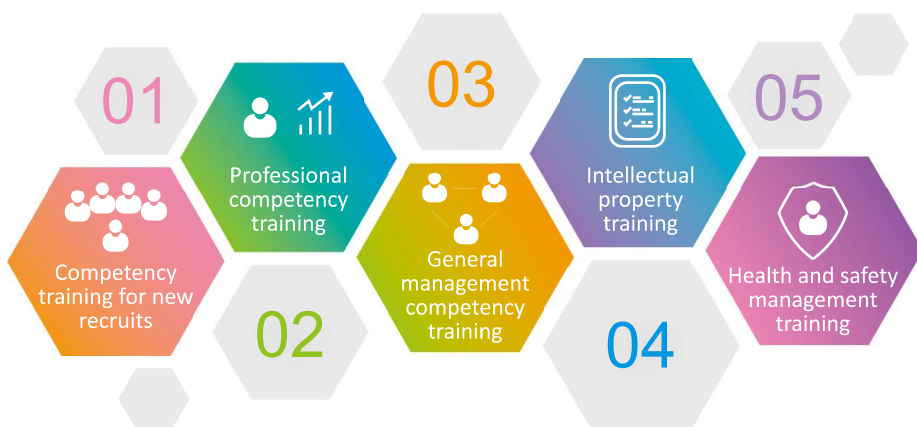 01
Competency
training for new
recruits
Professional
competency
training
02
03
General
management
competency
training
Intellectual
property
training
04
05
Health and safety
management
training